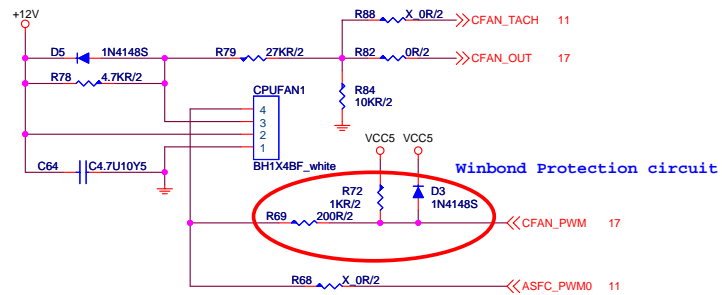 +12V
R88 X_0R/2 CFAN_TACH 11
D5 1N4148S R79 27KR/2 R82 0R/2 CFAN_OUT 17
R78 4.7KR/2
CPUFAN1 R84
10KR/2
4
3
2
1
VCC5 VCC5
C64 C4.7U10Y5 BH1X4BF_white Winbond Protection circuit
R72 D3
1KR/2 1N4148S
R69 200R/2 CFAN_PWM 17
R68 X_0R/2 ASFC_PWM0 11